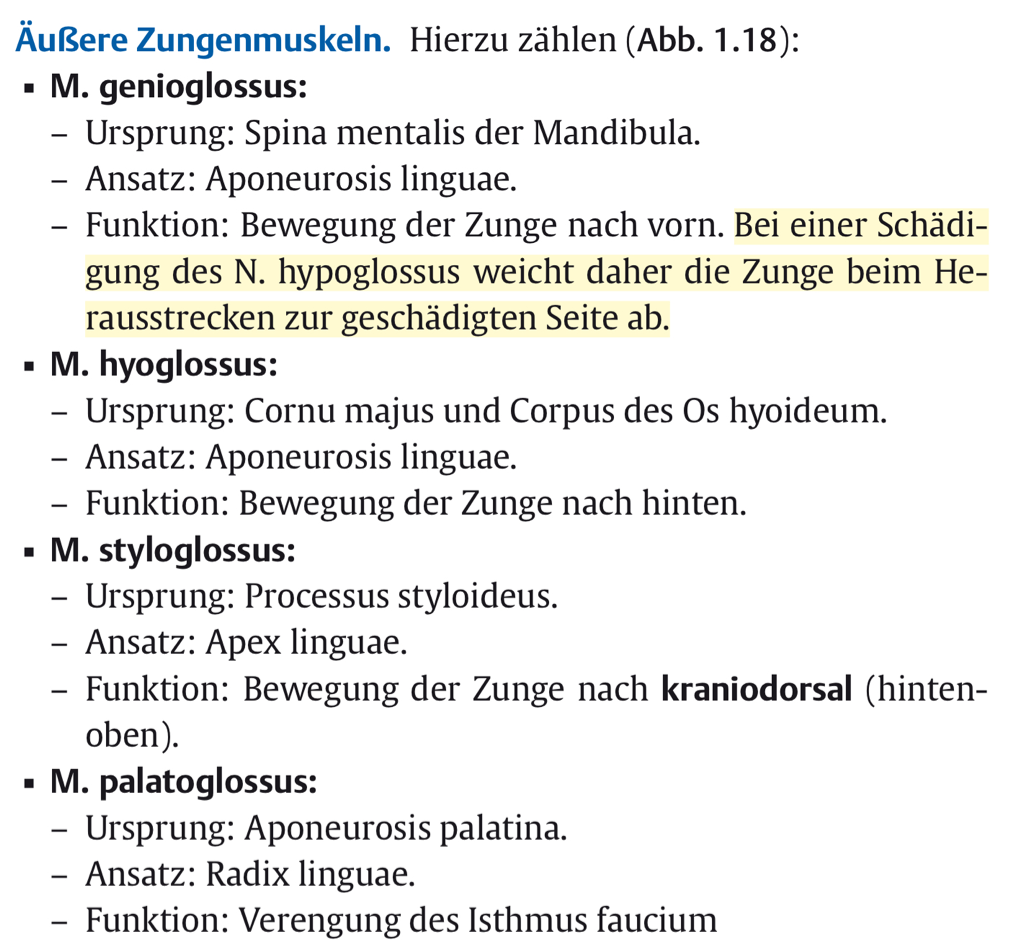 Äußere Zungenmuskeln. Hierzu zählen (Abb. 1.18):
▪ M. genioglossus:
– Ursprung: Spina mentalis der Mandibula.
– Ansatz: Aponeurosis linguae.
– Funktion: Bewegung der Zunge nach vorn. Bei einer Schädi-
gung des N. hypoglossus weicht daher die Zunge beim He-
rausstrecken zur geschädigten Seite ab.
▪ M. hyoglossus:
– Ursprung: Cornu majus und Corpus des Os hyoideum.
– Ansatz: Aponeurosis linguae.
– Funktion: Bewegung der Zunge nach hinten.
▪ M. styloglossus:
– Ursprung: Processus styloideus.
– Ansatz: Apex linguae.
– Funktion: Bewegung der Zunge nach kraniodorsal (hinten-
oben).
▪ M. palatoglossus:
– Ursprung: Aponeurosis palatina.
– Ansatz: Radix linguae.
– Funktion: Verengung des Isthmus faucium